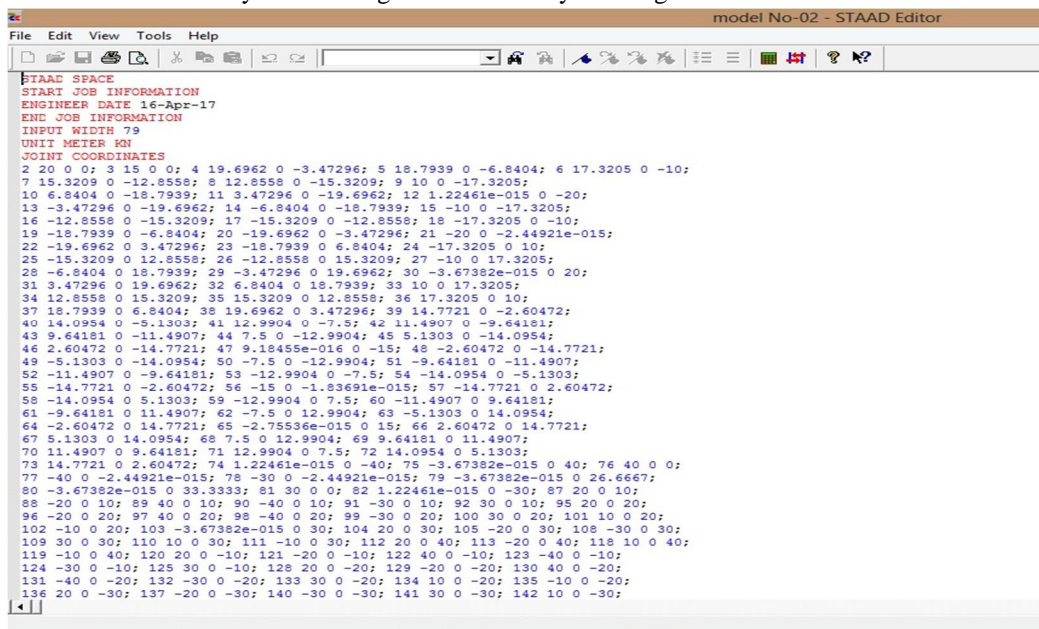 model No-02 - STAAD Editor
File Edit View Tools Help
STAAD SPACE
START JOB INFORMATION
ENGINEER DATE 16-Apr-17
END JOB INFORMATION
INPUT WIDTH 79
UNIT METER KN
JOINT COORDINATES
2 20 0 0; 3 15 0 0; 4 19.6962 0 -3.47296; 5 18.7939 0 -6.8404; 6 17.3205 0 -10;
7 15.3209 0 -12.8558; 8 12.8558 0 -15.3209; 9 10 0 -17.3205;
10 6.8404 0 -18.7939; 11 3.47296 0 -19.6962; 12 1.22461e-015 0 -20;
13 -3.47296 0 -19.6962; 14 -6.8404 0 -18.7939; 15 -10 0 -17.3205;
16 -12.8558 0 -15.3209; 17 -15.3209 0 -12.8558; 18 -17.3205 0 -10;
19 -18.7939 0 -6.8404; 20 -19.6962 0 -3.47296; 21 -20 0 -2.44921e-015;
22 -19.6962 0 3.47296; 23 -18.7939 0 6.8404; 24 -17.3205 0 10;
25 -15.3209 0 12.8558; 26 -12.8558 0 15.3209; 27 -10 0 17.3205;
28 -6.8404 0 18.7939; 29 -3.47296 0 19.6962; 30 -3.67382e-015 0 20;
31 3.47296 0 19.6962; 32 6.8404 0 18.7939; 33 10 0 17.3205;
34 12.8558 0 15.3209; 35 15.3209 0 12.8558; 36 17.3205 0 10;
37 18.7939 0 6.8404; 38 19.6962 0 3.47296; 39 14.7721 0 -2.60472;
40 14.0954 0 -5.1303; 41 12.9904 0 -7.5; 42 11.4907 0 -9.64181;
43 9.64181 0 -11.4907; 44 7.5 0 -12.9904; 45 5.1303 0 -14.0954;
46 2.60472 0 -14.7721; 47 9.18455e-016 0 -15; 48 -2.60472 0 -14.7721;
49 -5.1303 0 -14.0954; 50 -7.5 0 -12.9904; 51 -9.64181 0 -11.4907;
52 -11.4907 0 -9.64181; 53 -12.9904 0 -7.5; 54 -14.0954 0 -5.1303;
55 -14.7721 0 -2.60472; 56 -15 0 -1.83691e-015; 57 -14.7721 0 2.60472;
58 -14.0954 0 5.1303; 59 -12.9904 0 7.5; 60 -11.4907 0 9.64181;
61 -9.64181 0 11.4907; 62 -7.5 0 12.9904; 63 -5.1303 0 14.0954;
64 -2.60472 0 14.7721; 65 -2.75536e-015 0 15; 66 2.60472 0 14.7721;
67 5.1303 0 14.0954; 68 7.5 0 12.9904; 69 9.64181 0 11.4907;
70 11.4907 0 9.64181; 71 12.9904 0 7.5; 72 14.0954 0 5.1303;
73 14.7721 0 2.60472; 74 1.22461e-015 0 -40; 75 -3.67382e-015 0 40; 76 40 0 0;
77 -40 0 -2.44921e-015; 78 -30 0 -2.44921e-015; 79 -3.67382e-015 0 26.6667;
80 -3.67382e-015 0 33.3333; 81 30 0 0; 82 1.22461e-015 0 -30; 87 20 0 10;
88 -20 0 10; 89 40 0 10; 90 -40 0 10; 91 -30 0 10; 92 30 0 10; 95 20 0 20;
96 -20 0 20; 97 40 0 20; 98 -40 0 20; 99 -30 0 20; 100 30 0 20; 101 10 0 20;
102 -10 0 20; 103 -3.67382e-015 0 30; 104 20 0 30; 105 -20 0 30; 108 -30 0 30;
109 30 0 30; 110 10 0 30; 111 -10 0 30; 112 20 0 40; 113 -20 0 40; 118 10 0 40;
119 -10 0 40; 120 20 0 -10; 121 -20 0 -10; 122 40 0 -10; 123 -40 0 -10;
124 -30 0 -10; 125 30 0 -10; 128 20 0 -20; 129 -20 0 -20; 130 40 0 -20;
131 -40 0 -20; 132 -30 0 -20; 133 30 0 -20; 134 10 0 -20; 135 -10 0 -20;
136 20 0 -30; 137 -20 0 -30; 140 -30 0 -30; 141 30 0 -30; 142 10 0 -30;